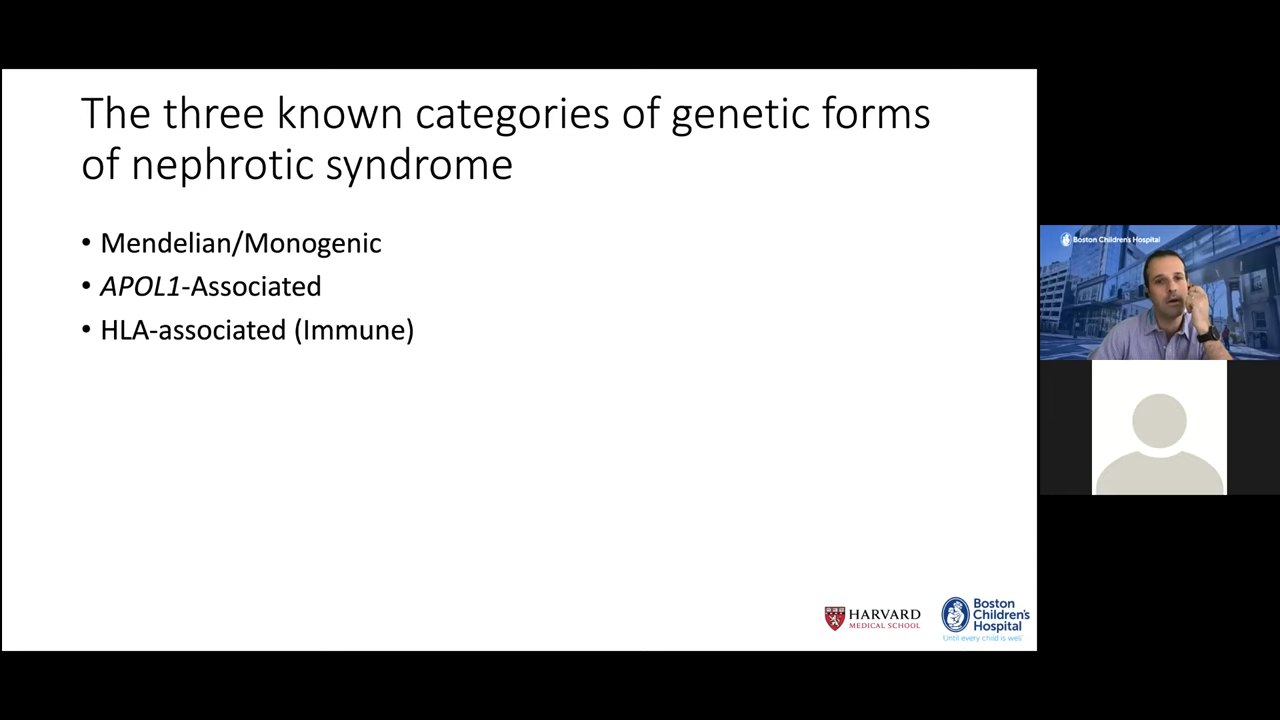 The three known categories of genetic forms
of nephrotic syndrome
• Mendelian/Monogenic
• APOL1-Associated
• HLA-associated (Immune)
HARVARD
MEDICAL SCHOOL
Boston
Children's
Hospital
Until every child is well
Boston Children's Hospital